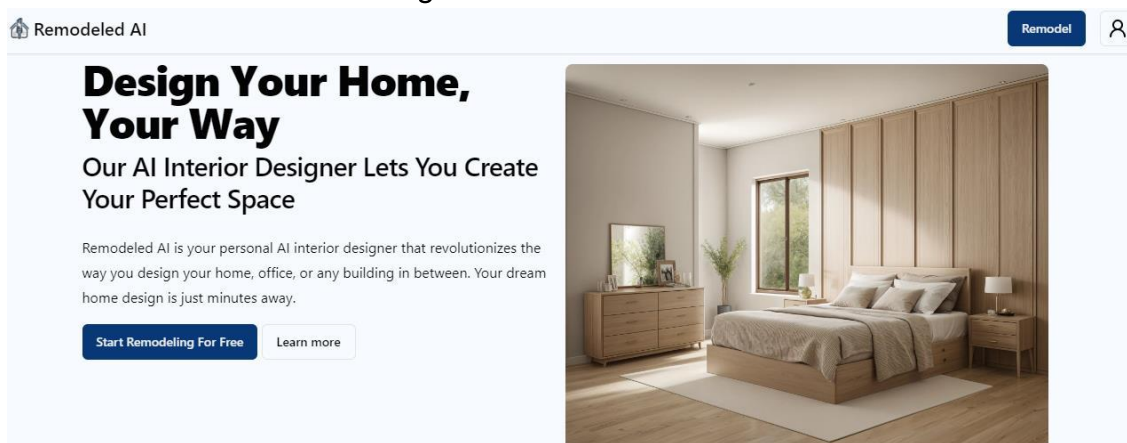 Remodeled AI
Remodel
Design Your Home,
Your Way
Our AI Interior Designer Lets You Create
Your Perfect Space
Remodeled AI is your personal AI interior designer that revolutionizes the
way you design your home, office, or any building in between. Your dream
home design is just minutes away.
Start Remodeling For Free
Learn more